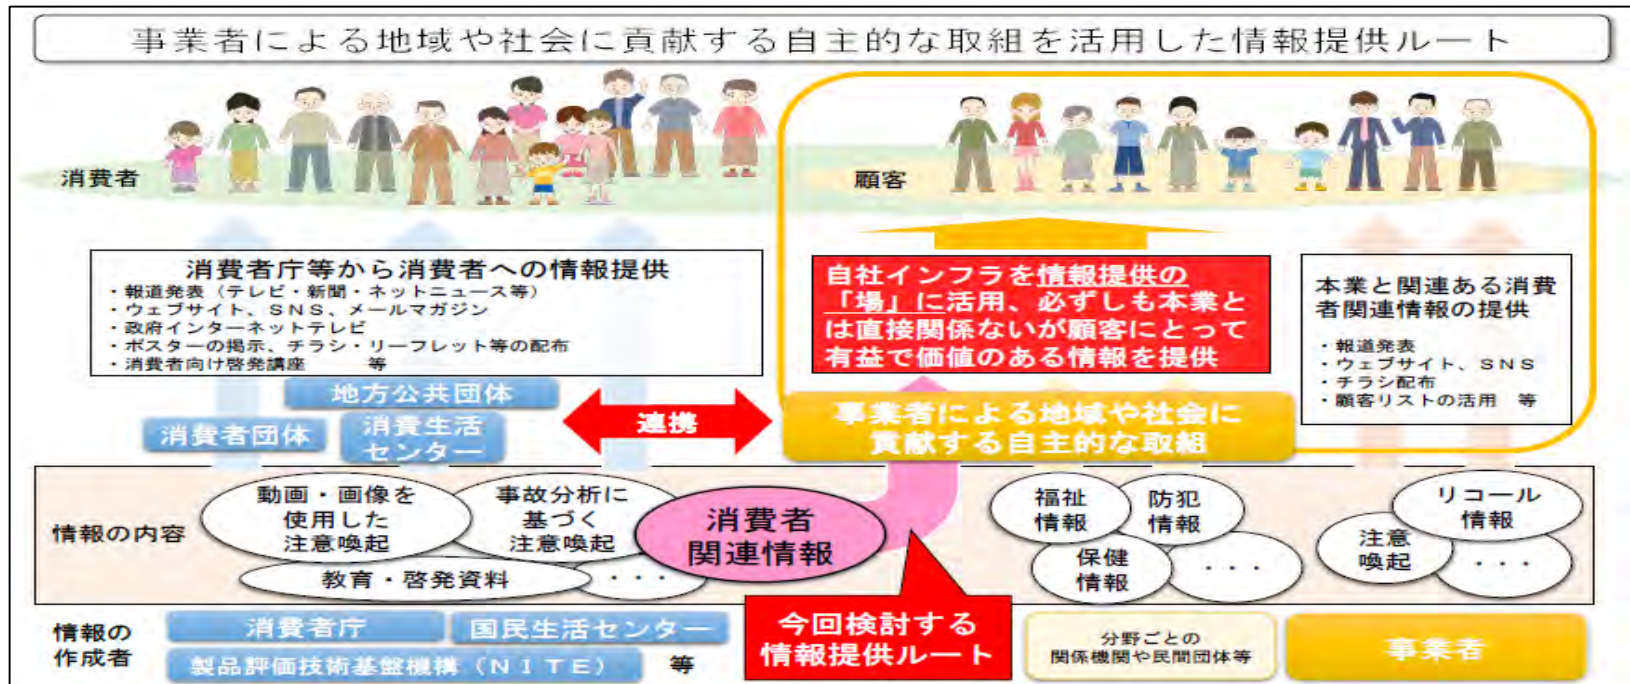 事業者による地域や社会に貢献する自主的な取組を活用した情報提供ルート
消費者
顧客
消費者庁等から消費者への情報提供
・報道発表（テレビ・新聞・ネットニュース等）
・ウェブサイト、ＳＮＳ、メールマガジン
・政府インターネットテレビ
・ポスターの掲示、チラシ・リーフレット等の配布
・消費者向け啓発講座　　等
自社インフラを情報提供の
「場」に活用、必ずしも本業と
は直接関係ないが顧客にとって
有益で価値のある情報を提供
本業と関連ある消費
者関連情報の提供
・報道発表
・ウェブサイト、ＳＮＳ
・チラシ配布
・顧客リストの活用　等
地方公共団体
消費者団体
消費生活
センター
連携
事業者による地域や社会に
貢献する自主的な取組
情報の内容
動画・画像を
使用した
注意喚起
事故分析に
基づく
注意喚起
教育・啓発資料
・・・
消費者
関連情報
福祉
情報
防犯
情報
保健
情報
・・・
注意
喚起
リコール
情報
・・・
情報の
作成者
消費者庁
国民生活センター
製品評価技術基盤機構（ＮＩＴＥ）
等
今回検討する
情報提供ルート
分野ごとの
関係機関や民間団体等
事業者